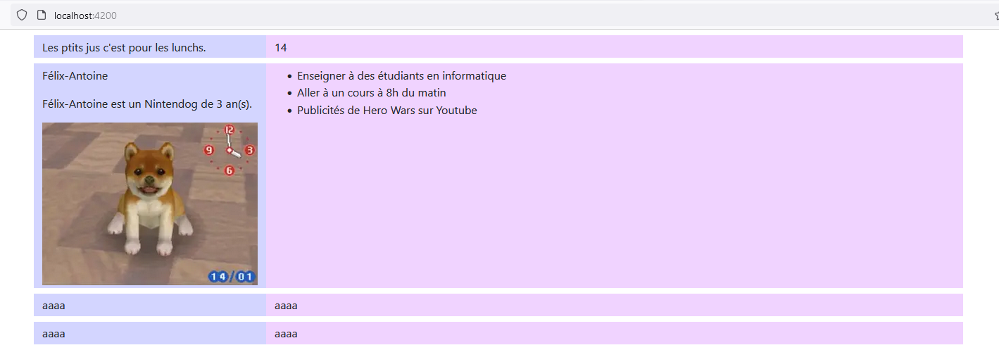 localhost:4200
Les ptits jus c'est pour les lunchs.
14
Félix-Antoine
Félix-Antoine est un Nintendog de 3 an(s).
12
9
3
6
14/01
Enseigner à des étudiants en informatique
Aller à un cours à 8h du matin
Publicités de Hero Wars sur Youtube
aaaa
aaaa
aaaa
aaaa